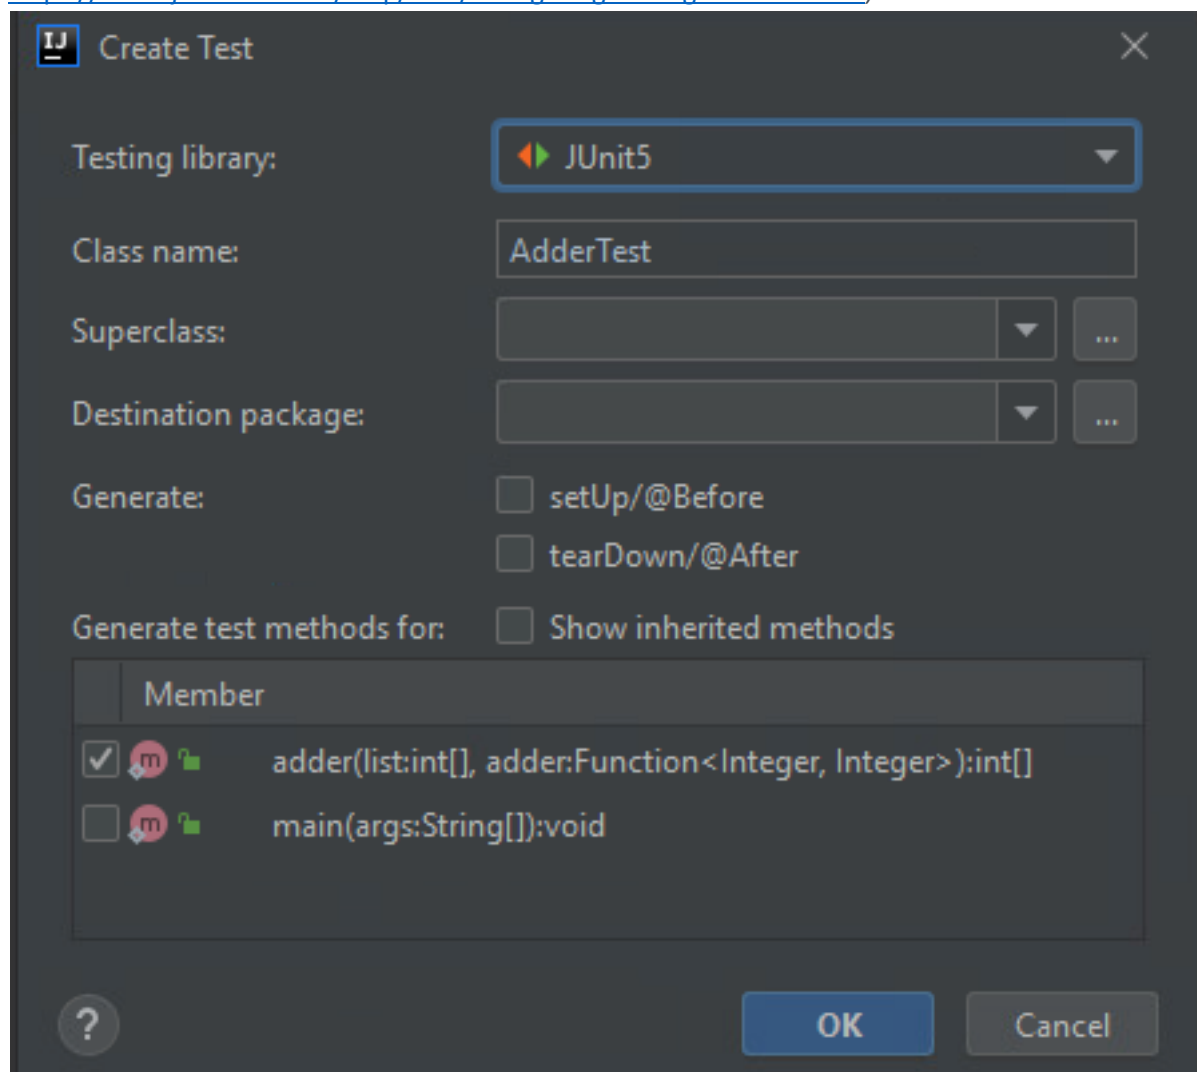 IJ
Create Test
Testing library: JUnit5
Class name: AdderTest
Superclass: ...
Destination package: ...
Generate: setUp/@Before
tearDown/@After
Generate test methods for: Show inherited methods
Member
m adder(list:int[], adder:Function<Integer, Integer>):int[]
m main(args:String[]):void
? OK Cancel